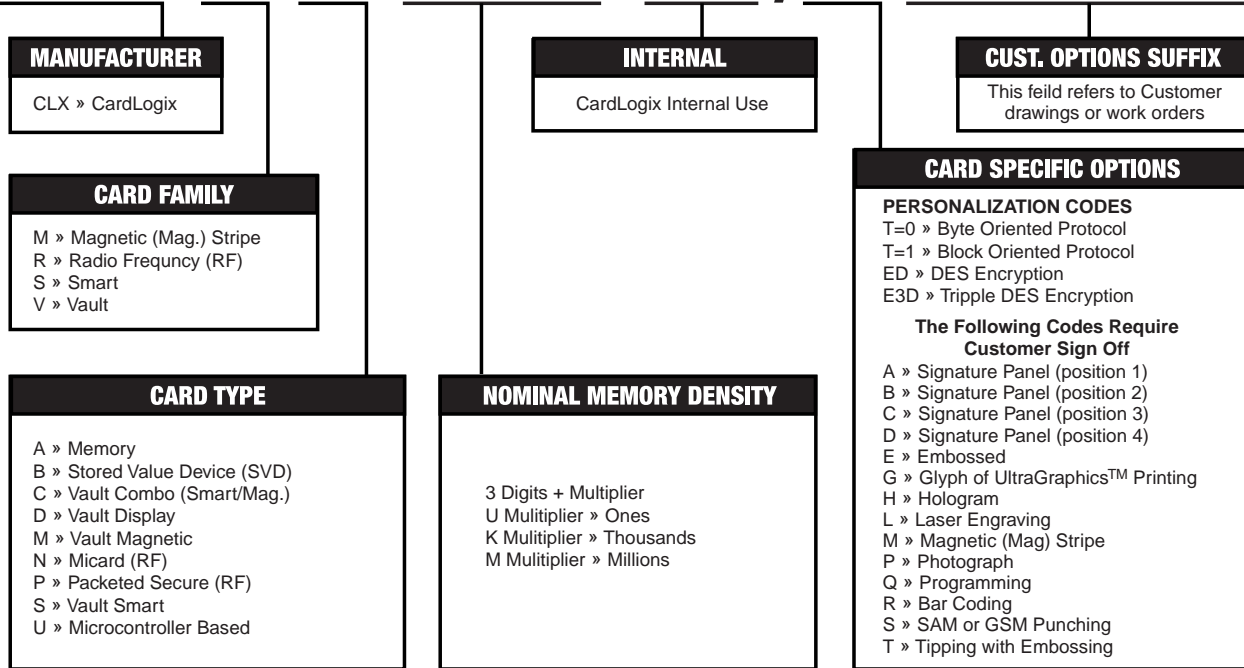 MANUFACTURER
CLX » CardLogix
INTERNAL
CardLogix Internal Use
CUST. OPTIONS SUFFIX
This feild refers to Customer
drawings or work orders
CARD FAMILY
M » Magnetic (Mag.) Stripe
R » Radio Frequncy (RF)
S » Smart
V » Vault
CARD TYPE
A » Memory
B » Stored Value Device (SVD)
C » Vault Combo (Smart/Mag.)
D » Vault Display
M » Vault Magnetic
N » Micard (RF)
P » Packeted Secure (RF)
S » Vault Smart
U » Microcontroller Based
NOMINAL MEMORY DENSITY
3 Digits + Multiplier
U Mulitiplier » Ones
K Mulitiplier » Thousands
M Mulitiplier » Millions
CARD SPECIFIC OPTIONS
PERSONALIZATION CODES
T=0 » Byte Oriented Protocol
T=1 » Block Oriented Protocol
ED » DES Encryption
E3D » Tripple DES Encryption
The Following Codes Require
Customer Sign Off
A » Signature Panel (position 1)
B » Signature Panel (position 2)
C » Signature Panel (position 3)
D » Signature Panel (position 4)
E » Embossed
G » Glyph of UltraGraphics™ Printing
H » Hologram
L » Laser Engraving
M » Magnetic (Mag) Stripe
P » Photograph
Q » Programming
R » Bar Coding
S » SAM or GSM Punching
T » Tipping with Embossing